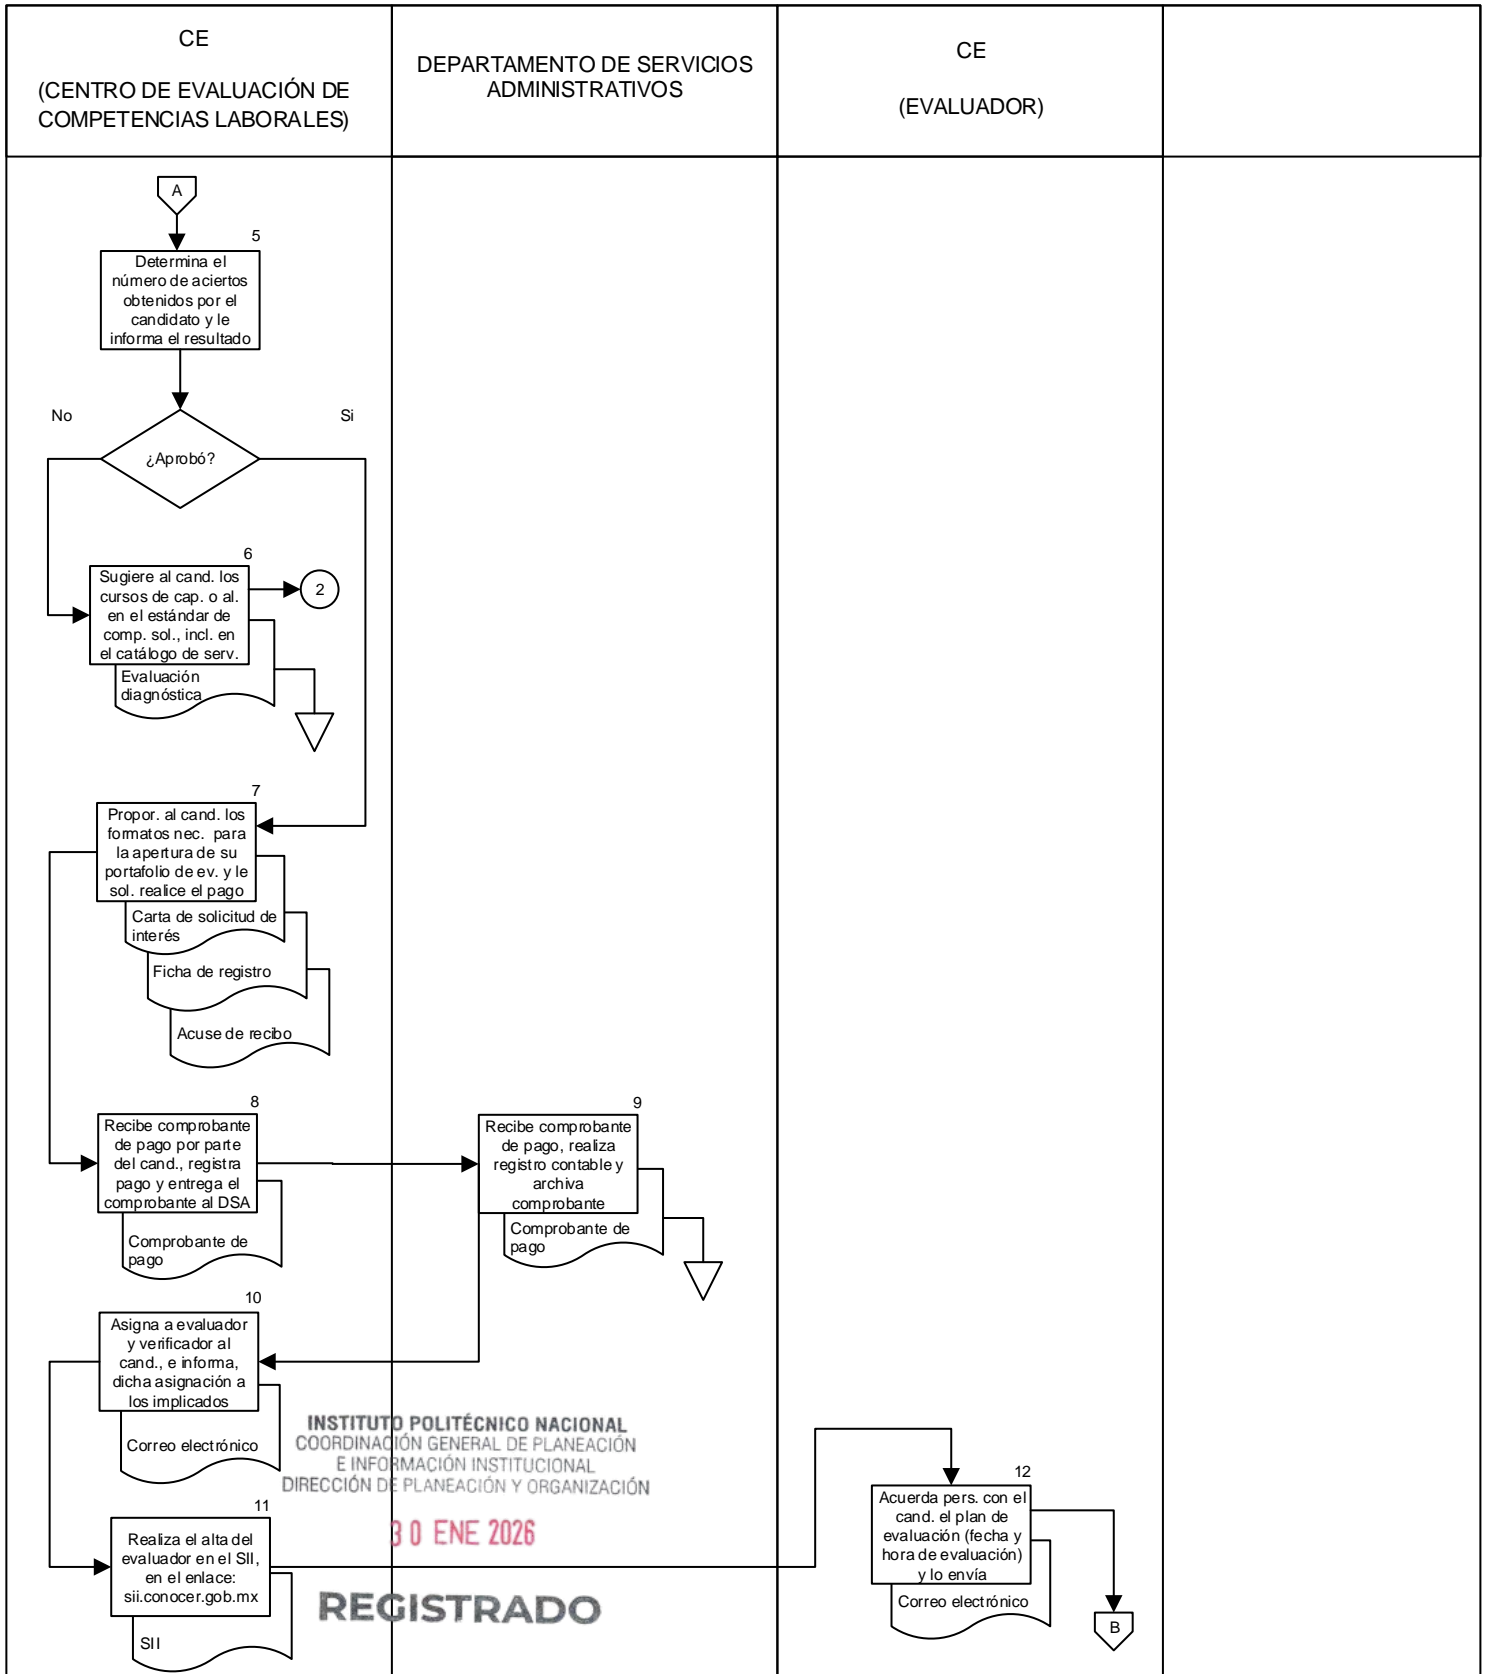 CE
(CENTRO DE EVALUACIÓN DE
COMPETENCIAS LABORALES)
DEPARTAMENTO DE SERVICIOS
ADMINISTRATIVOS
CE
(EVALUADOR)
A
5
Determina el
número de aciertos
obtenidos por el
candidato y le
informa el resultado
No
Si
¿Aprobó?
6
Sugiere al cand. los
cursos de cap. o al.
en el estándar de
comp. sol., incl. en
el catálogo de serv.
2
Evaluación
diagnóstica
7
Propor. al cand. los
formatos nec. para
la apertura de su
portafolio de ev. y le
sol. realice el pago
Carta de solicitud de
interés
Ficha de registro
Acuse de recibo
8
Recibe comprobante
de pago por parte
del cand., registra
pago y entrega el
comprobante al DSA
Comprobante de
pago
9
Recibe comprobante
de pago, realiza
registro contable y
archiva
comprobante
Comprobante de
pago
10
Asigna a evaluador
y verificador al
cand., e informa,
dicha asignación a
los implicados
Correo electrónico
INSTITUTO POLITÉCNICO NACIONAL
COORDINACIÓN GENERAL DE PLANEACIÓN
E INFORMACIÓN INSTITUCIONAL
DIRECCIÓN DE PLANEACIÓN Y ORGANIZACIÓN
30 ENE 2026
REGISTRADO
11
Realiza el alta del
evaluador en el SII,
en el enlace:
sii.conocer.gob.mx
SII
12
Acuerda pers. con el
cand. el plan de
evaluación (fecha y
hora de evaluación)
y lo envía
Correo electrónico
B